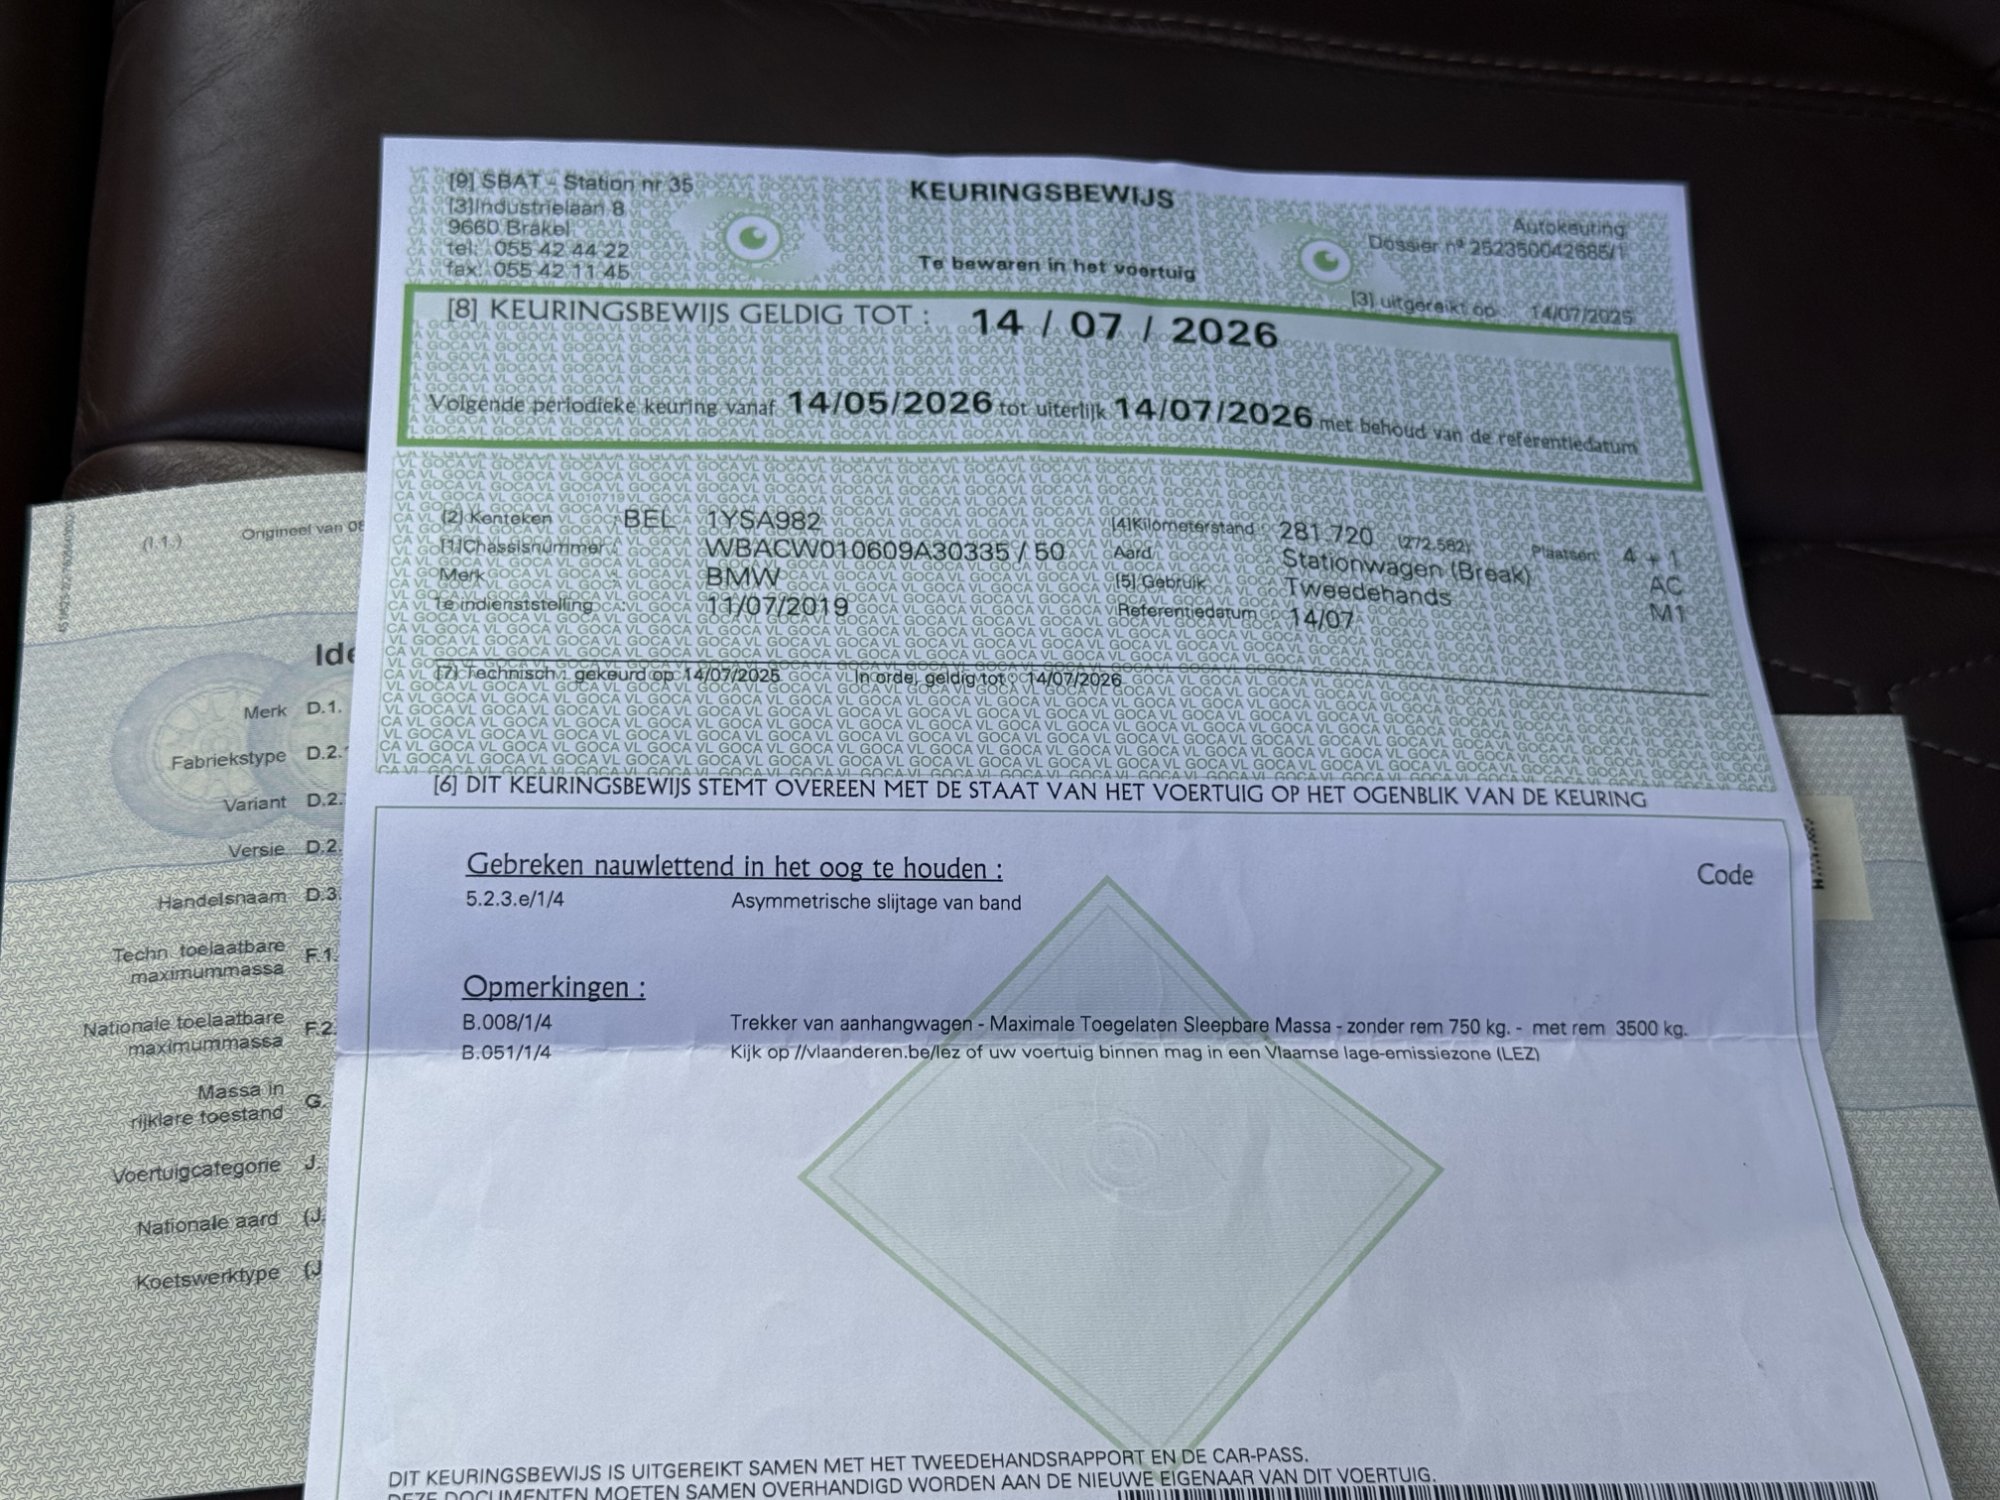 [9] SBAT - Station nr 35
[3] Industrielaan 8
9660 Brakel
tel: 055 42 44 22
fax: 055 42 11 45
KEURINGSBEWIJS
Te bewaren in het voertuig
Autokeuring
Dossier nº 252350042685/1
[3] uitgereikt op : 14/07/2025
[8] KEURINGSBEWIJS GELDIG TOT : 14 / 07 / 2026
Volgende periodieke keuring vanaf 14/05/2026 tot uiterlijk 14/07/2026 met behoud van de referentiedatum
[2] Kenteken : BEL 1YSA982
[1] Chassisnummer : WBACW010609A30335 / 50
Merk : BMW
1e indienststelling : 11/07/2019
[4] Kilometerstand : 281.720 (272.582) Plaatsen: 4 + 1
Aard : Stationwagen (Break) AC
[5] Gebruik : Tweedehands M1
Referentiedatum : 14/07
[7] Technisch : gekeurd op 14/07/2025 In orde, geldig tot : 14/07/2026
[6] DIT KEURINGSBEWIJS STEMT OVEREEN MET DE STAAT VAN HET VOERTUIG OP HET OGENBLIK VAN DE KEURING
Gebreken nauwlettend in het oog te houden : Code
5.2.3.e/1/4 Asymmetrische slijtage van band
Opmerkingen :
B.008/1/4 Trekker van aanhangwagen - Maximale Toegelaten Sleepbare Massa - zonder rem 750 kg. - met rem 3500 kg.
B.051/1/4 Kijk op //vlaanderen.be/lez of uw voertuig binnen mag in een Vlaamse lage-emissiezone (LEZ)
DIT KEURINGSBEWIJS IS UITGEREIKT SAMEN MET HET TWEEDEHANDSRAPPORT EN DE CAR-PASS.
DEZE DOCUMENTEN MOETEN SAMEN OVERHANDIGD WORDEN AAN DE NIEUWE EIGENAAR VAN DIT VOERTUIG.
(I.1.) Origineel van 08
Ide
Merk D.1.
Fabriekstype D.2.
Variant D.2.
Versie D.2.
Handelsnaam D.3.
Techn. toelaatbare
maximummassa F.1.
Nationale toelaatbare
maximummassa F.2.
Massa in
rijklare toestand G.
Voertuigcategorie J.
Nationale aard (J.
Koetswerktype (J